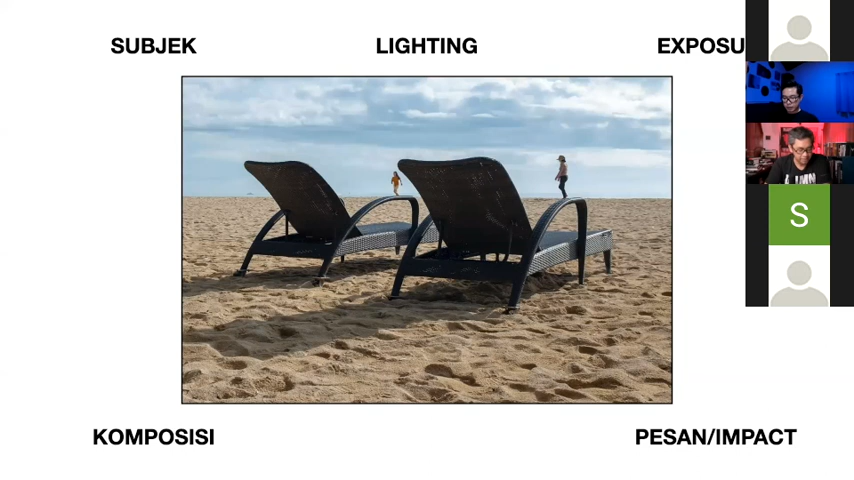 SUBJEK
LIGHTING
EXPOSU
S
KOMPOSISI
PESAN/IMPACT